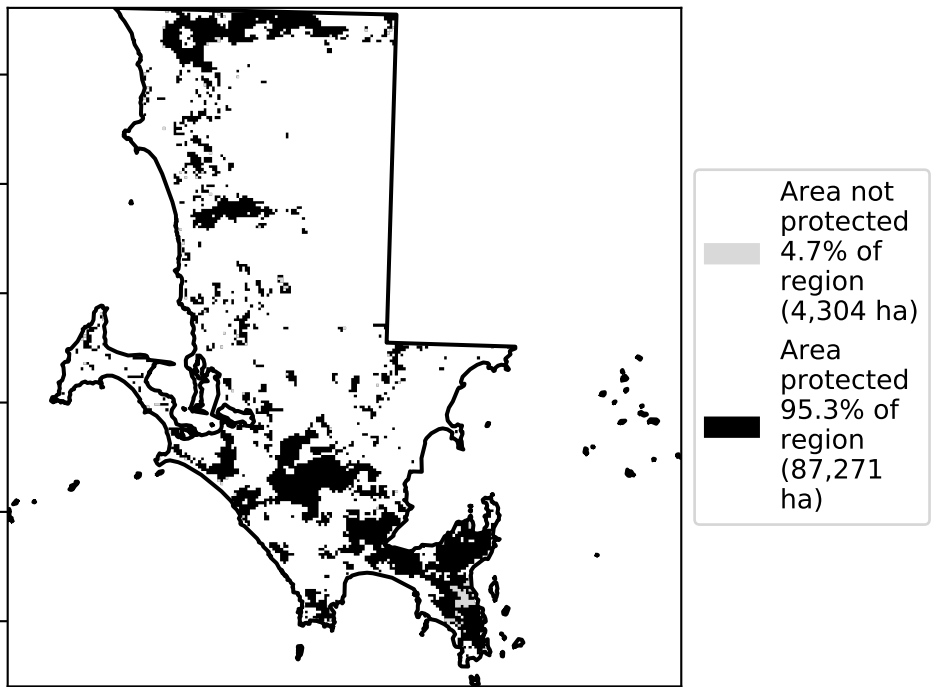 Area not
protected
4.7% of
region
(4,304 ha)
Area
protected
95.3% of
region
(87,271
ha)